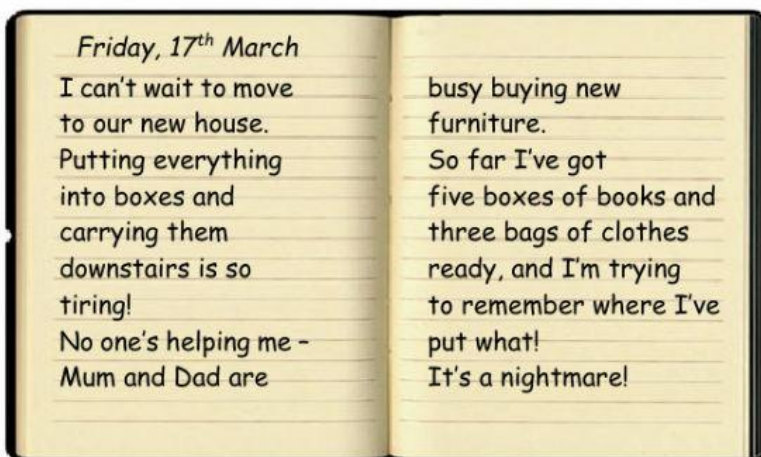 Friday, 17th March
I can't wait to move
to our new house.
Putting everything
into boxes and
carrying them
downstairs is so
tiring!
No one's helping me –
Mum and Dad are
busy buying new
furniture.
So far I've got
five boxes of books and
three bags of clothes
ready, and I'm trying
to remember where I've
put what!
It's a nightmare!